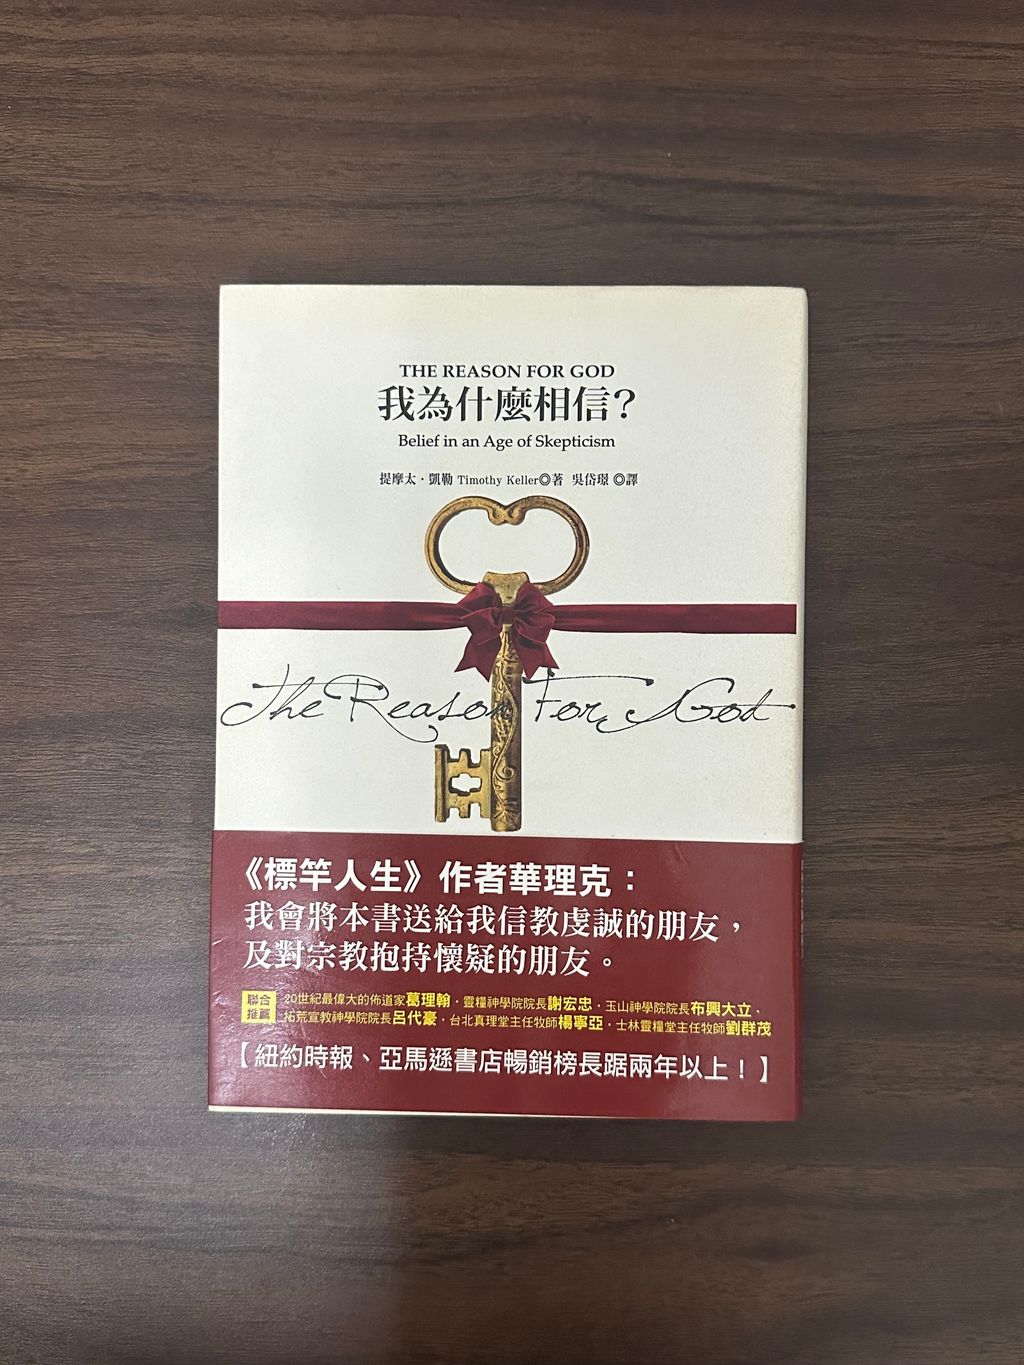 THE REASON FOR GOD
我為什麼相信?
Belief in an Age of Skepticism
提摩太·凱勒 Timothy Keller◎著 吳岱璟 ◎譯
The Reason For God
《標竿人生》作者華理克：
我會將本書送給我信教虔誠的朋友，
及對宗教抱持懷疑的朋友。
聯合推薦
20世紀最偉大的佈道家葛理翰·靈糧神學院院長謝宏忠·玉山神學院院長布興大立·
拓荒宣教神學院院長呂代豪·台北真理堂主任牧師楊寧亞·士林靈糧堂主任牧師劉群茂
【紐約時報、亞馬遜書店暢銷榜長踞兩年以上！】